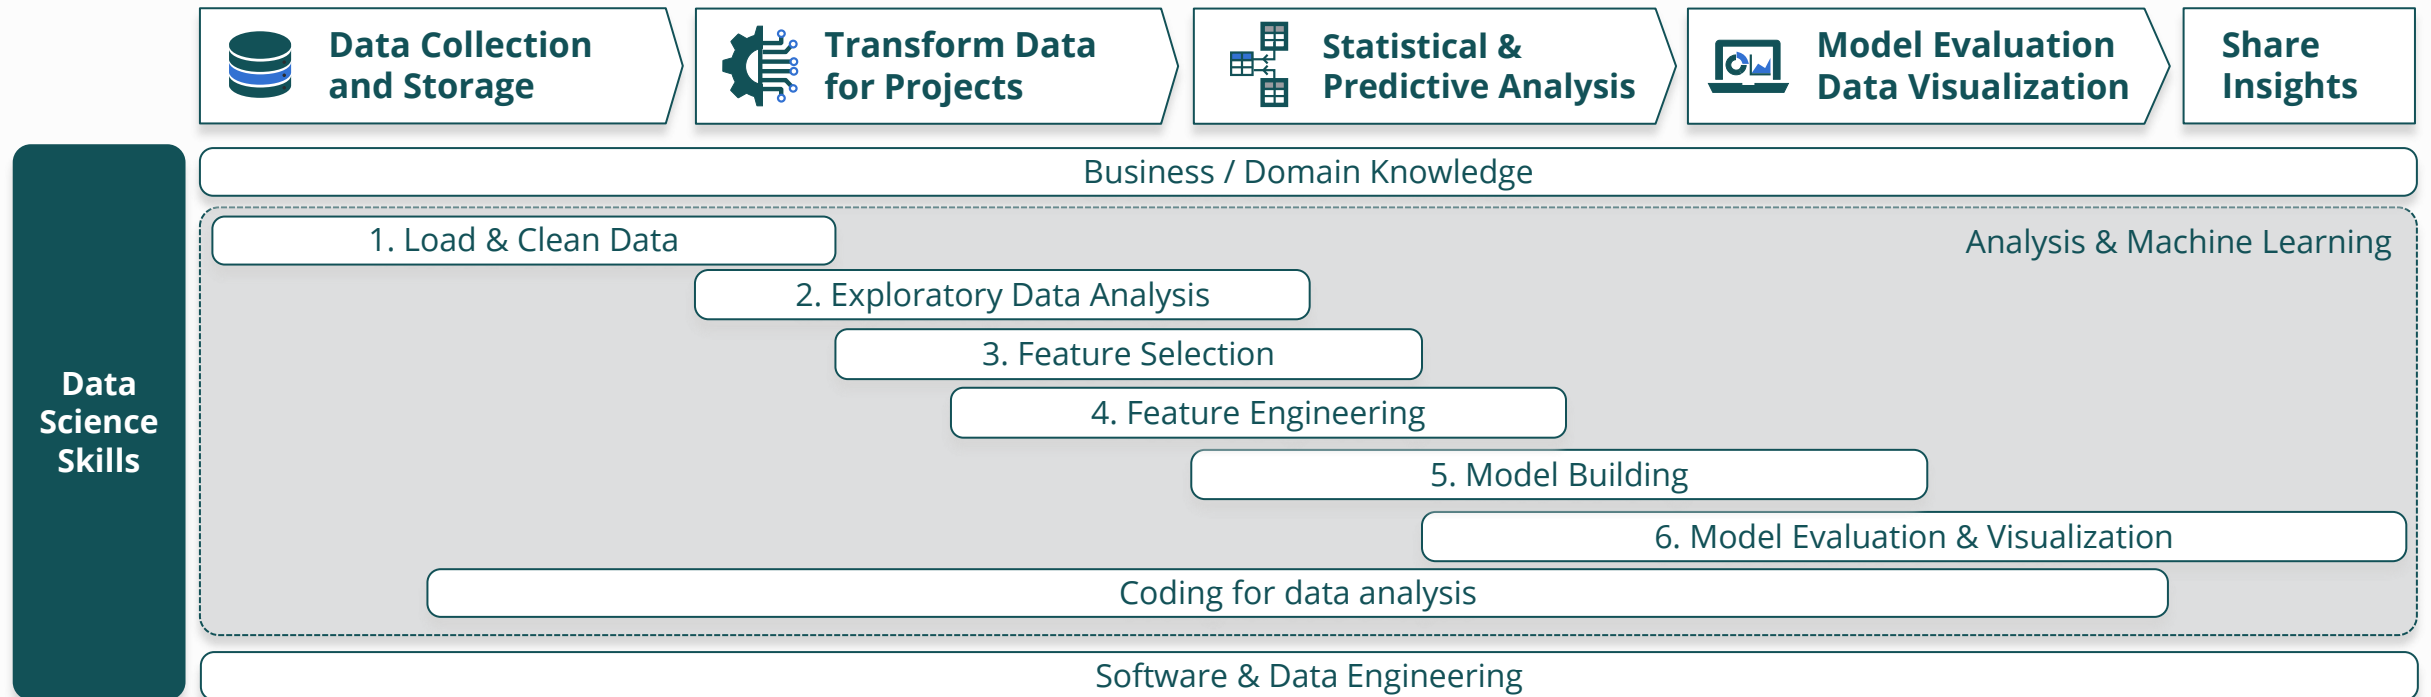 Data Collection
and Storage
Transform Data
for Projects
Statistical &
Predictive Analysis
Model Evaluation
Data Visualization
Share
Insights
Data
Science
Skills
Business / Domain Knowledge
1. Load & Clean Data
Analysis & Machine Learning
2. Exploratory Data Analysis
3. Feature Selection
4. Feature Engineering
5. Model Building
6. Model Evaluation & Visualization
Coding for data analysis
Software & Data Engineering